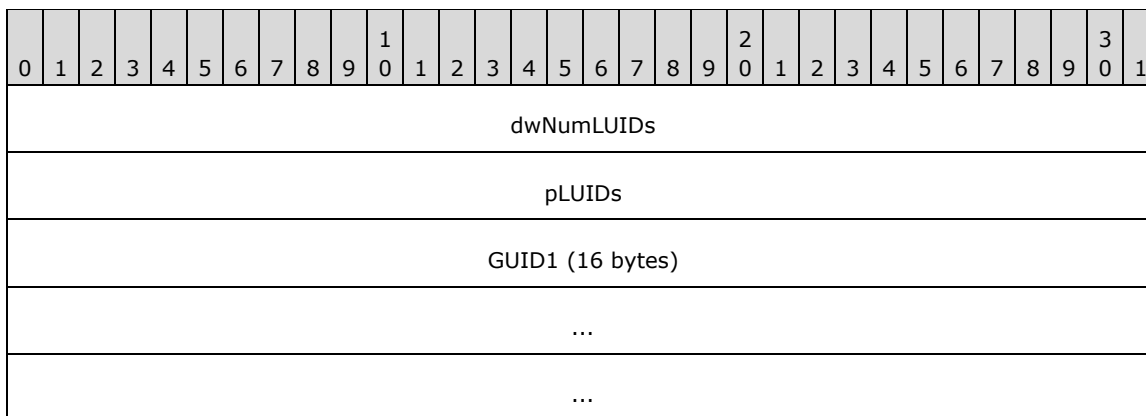 1 2 3
0 1 2 3 4 5 6 7 8 9 0 1 2 3 4 5 6 7 8 9 0 1 2 3 4 5 6 7 8 9 0 1
dwNumLUIDs
pLUIDs
GUID1 (16 bytes)
...
...